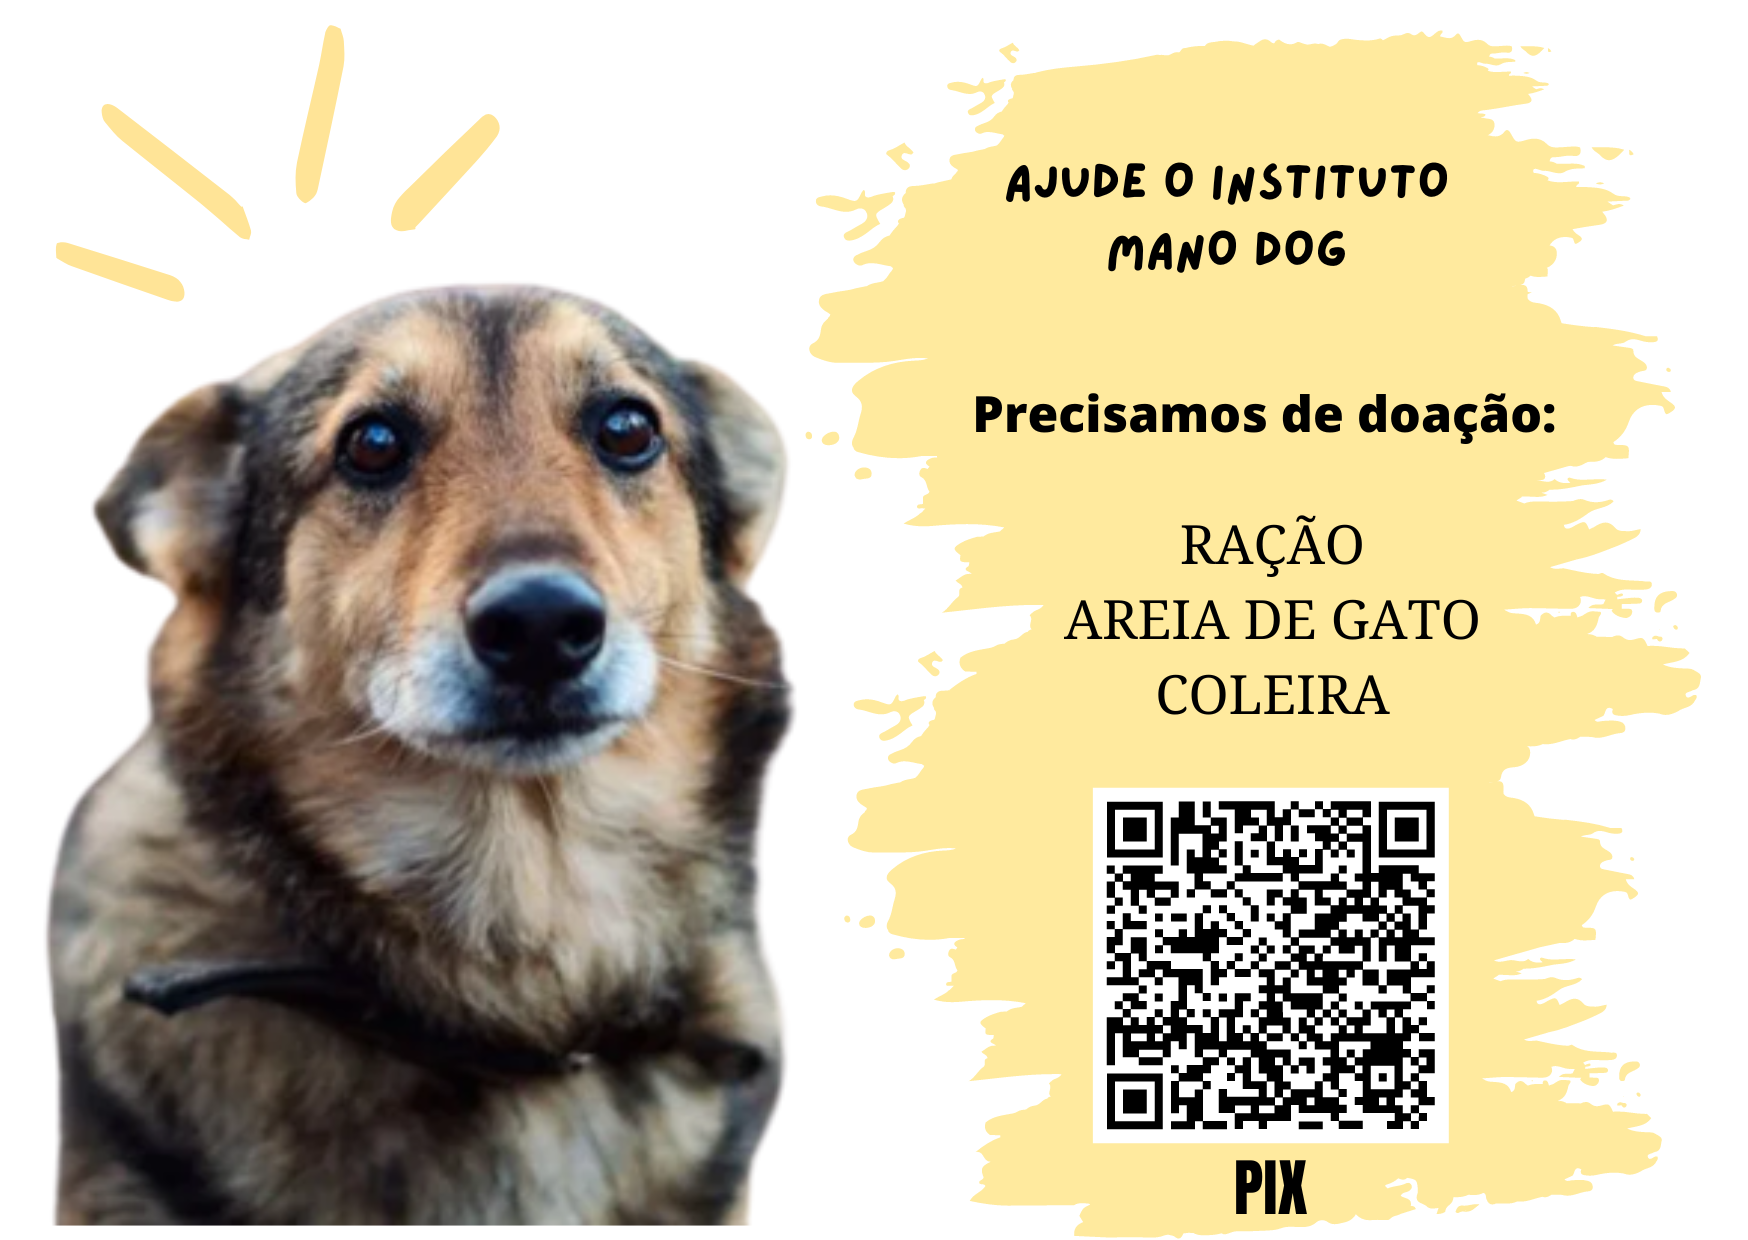 AJUDE O INSTITUTO
MANO DOG
Precisamos de doação:
RAÇÃO
AREIA DE GATO
COLEIRA
PIX